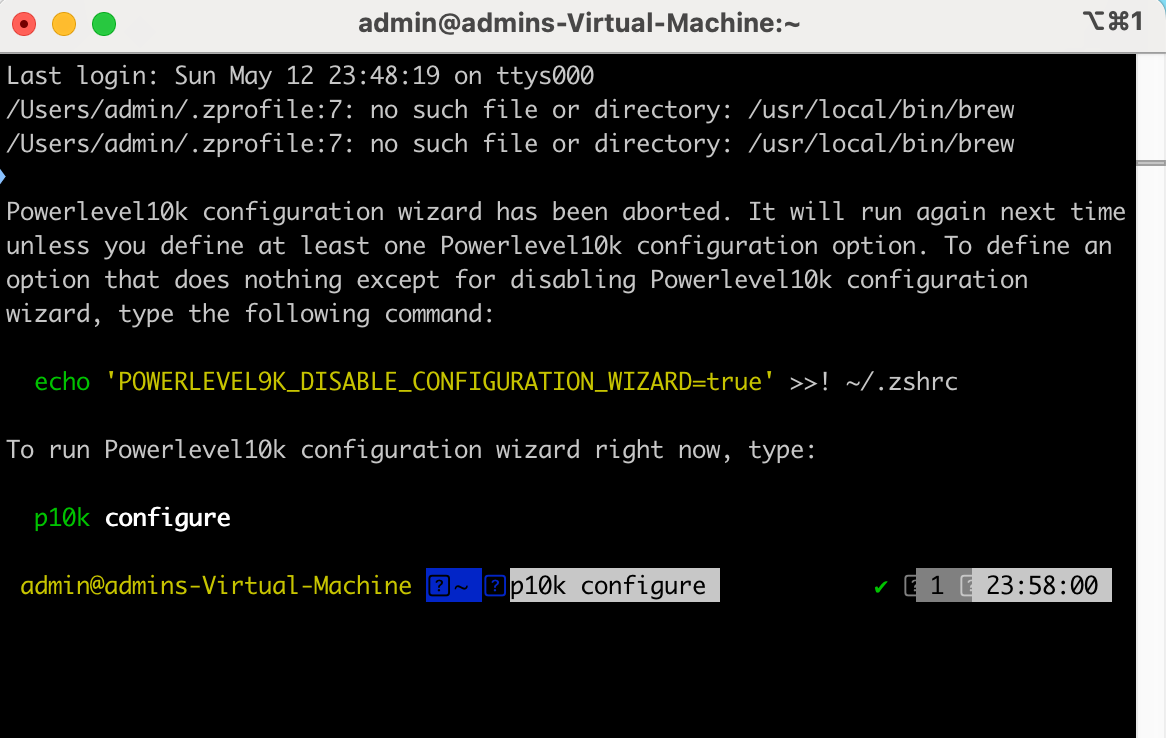 admin@admins-Virtual-Machine:~ ⌥⌘1
Last login: Sun May 12 23:48:19 on ttys000
/Users/admin/.zprofile:7: no such file or directory: /usr/local/bin/brew
/Users/admin/.zprofile:7: no such file or directory: /usr/local/bin/brew
Powerlevel10k configuration wizard has been aborted. It will run again next time
unless you define at least one Powerlevel10k configuration option. To define an
option that does nothing except for disabling Powerlevel10k configuration
wizard, type the following command:
echo 'POWERLEVEL9K_DISABLE_CONFIGURATION_WIZARD=true' >>! ~/.zshrc
To run Powerlevel10k configuration wizard right now, type:
p10k configure
admin@admins-Virtual-Machine ~ p10k configure ✔ 1 23:58:00